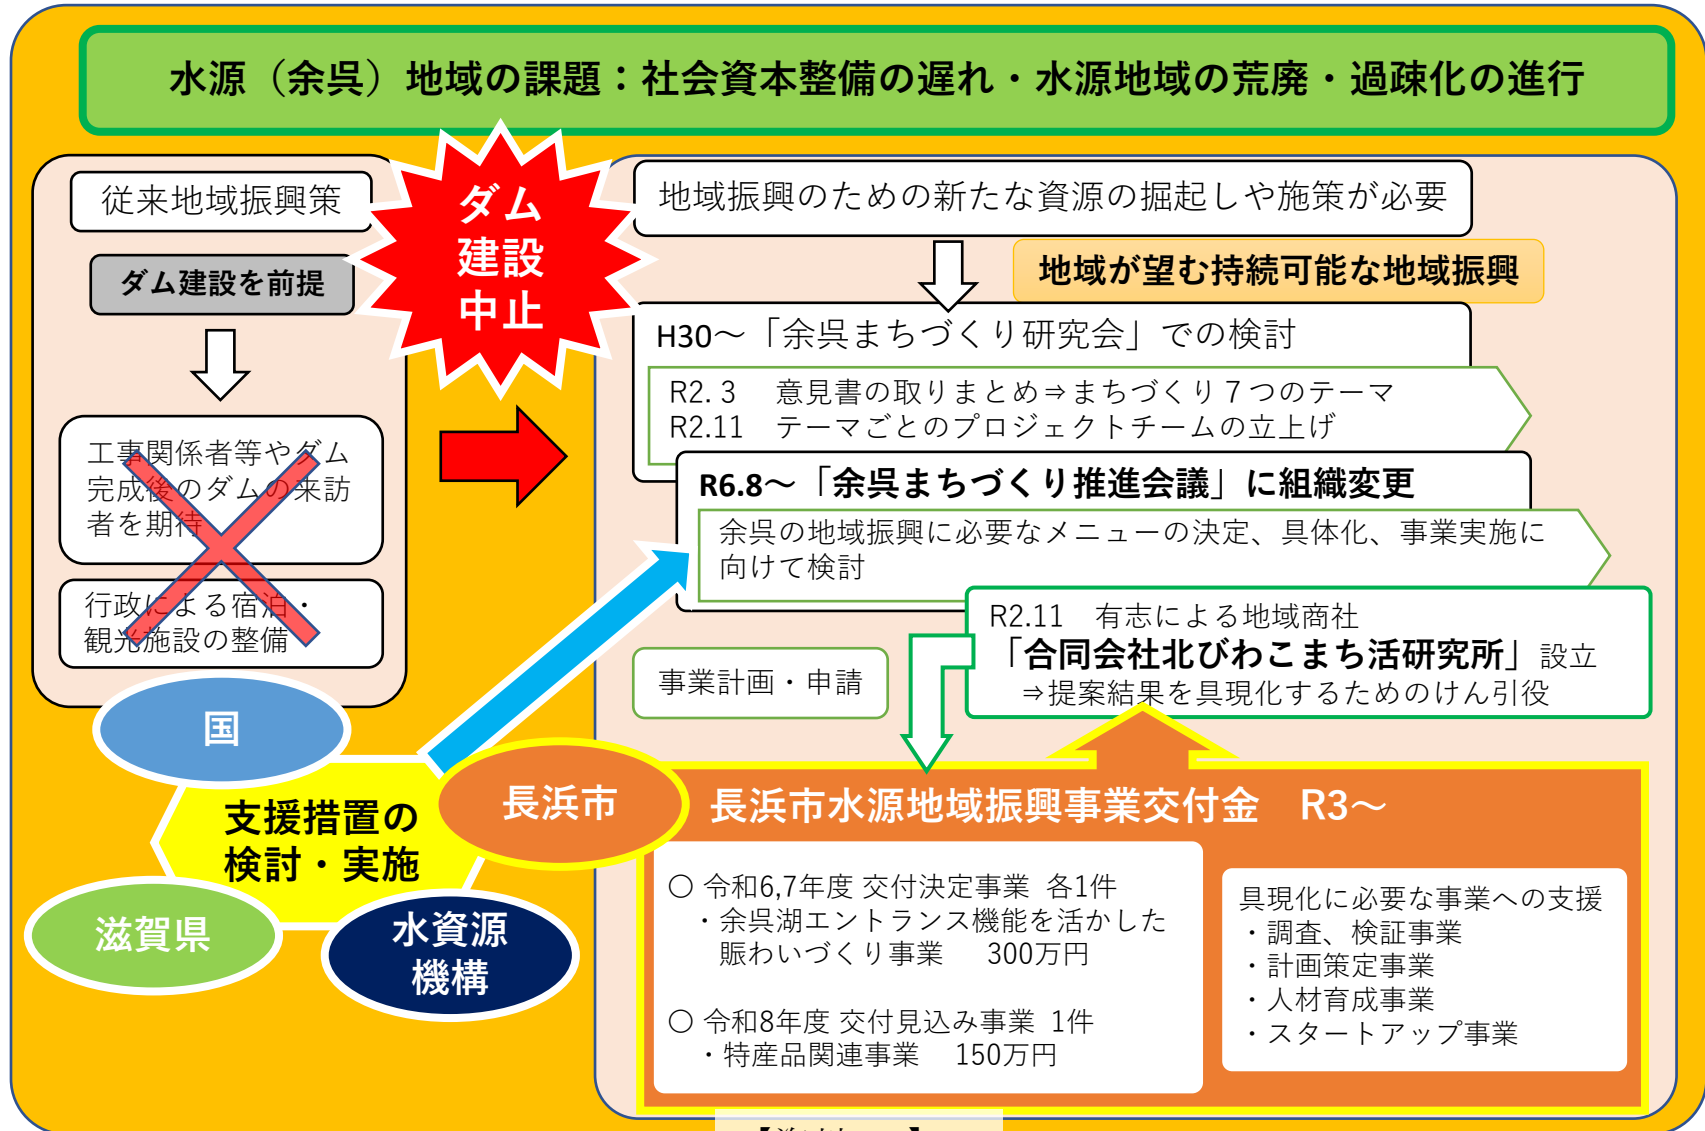 水源（余呉）地域の課題：社会資本整備の遅れ・水源地域の荒廃・過疎化の進行
従来地域振興策
ダム建設を前提
工事関係者等やダム
完成後のダムの来訪
者を期待
行政による宿泊・
観光施設の整備
ダム
建設
中止
地域振興のための新たな資源の掘起しや施策が必要
地域が望む持続可能な地域振興
H30～「余呉まちづくり研究会」での検討
R2. 3　意見書の取りまとめ⇒まちづくり７つのテーマ
R2.11　テーマごとのプロジェクトチームの立上げ
R6.8～「余呉まちづくり推進会議」に組織変更
余呉の地域振興に必要なメニューの決定、具体化、事業実施に
向けて検討
R2.11　有志による地域商社
「合同会社北びわこまち活研究所」設立
⇒提案結果を具現化するためのけん引役
事業計画・申請
国
支援措置の
検討・実施
滋賀県
水資源
機構
長浜市
長浜市水源地域振興事業交付金　R3～
〇 令和6,7年度 交付決定事業 各1件
・余呉湖エントランス機能を活かした
賑わいづくり事業　300万円
〇 令和8年度 交付見込み事業 1件
・特産品関連事業　150万円
具現化に必要な事業への支援
・調査、検証事業
・計画策定事業
・人材育成事業
・スタートアップ事業